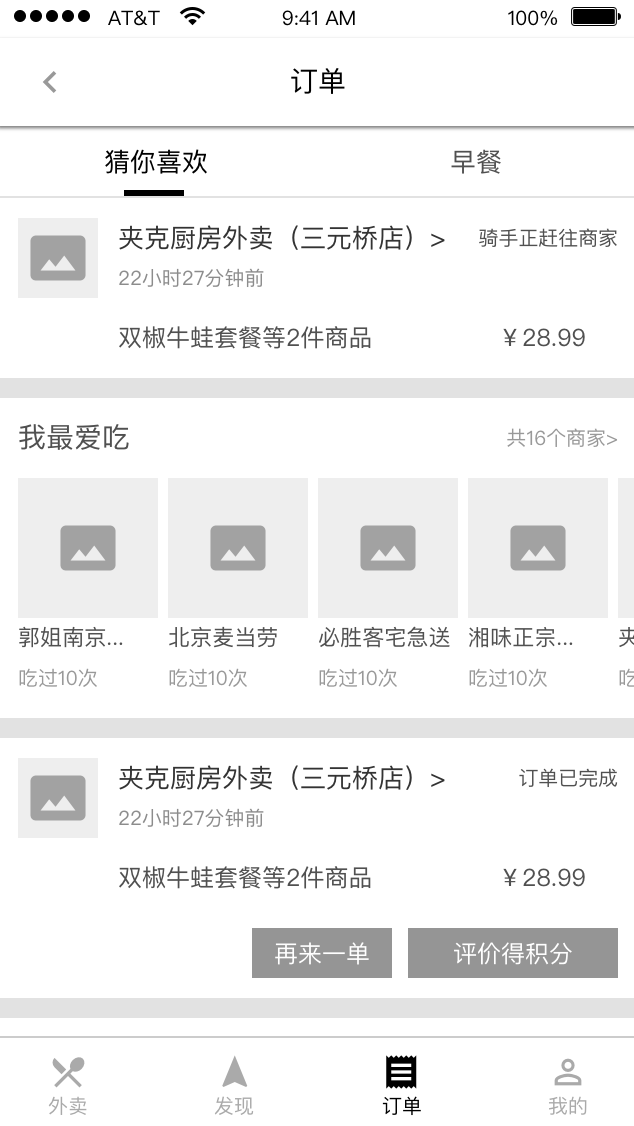 AT&T 9:41 AM 100%
订单
猜你喜欢 早餐
夹克厨房外卖（三元桥店）> 骑手正赶往商家
22小时27分钟前
双椒牛蛙套餐等2件商品 ￥28.99
我最爱吃 共16个商家>
郭姐南京... 北京麦当劳 必胜客宅急送 湘味正宗... 夹
吃过10次 吃过10次 吃过10次 吃过10次 吃
夹克厨房外卖（三元桥店）> 订单已完成
22小时27分钟前
双椒牛蛙套餐等2件商品 ￥28.99
再来一单 评价得积分
外卖 发现 订单 我的